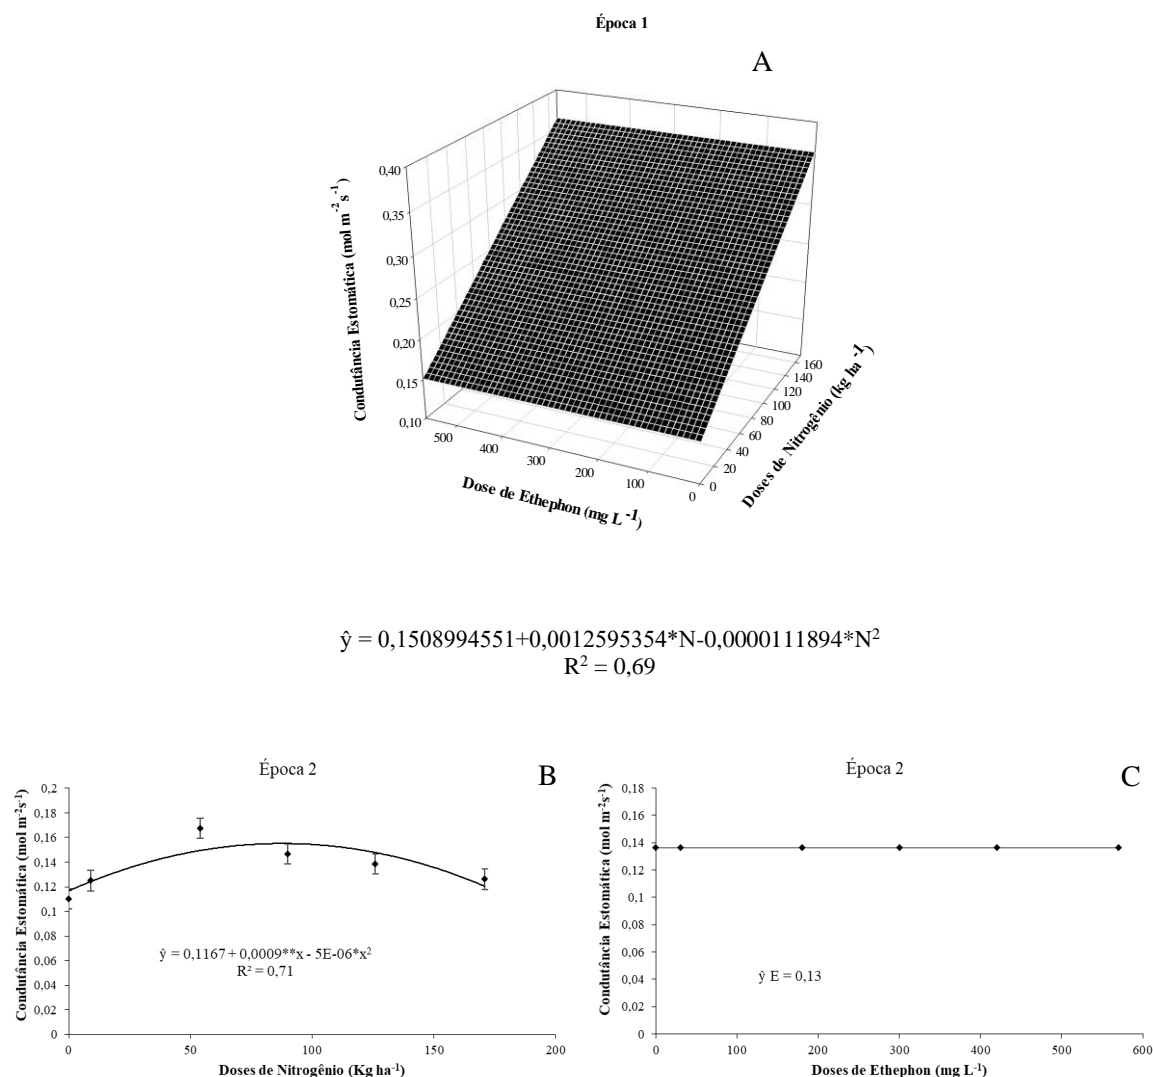 Época 1
A
Condutância Estomática (mol m⁻² s⁻¹)
0,40
0,35
0,30
0,25
0,20
0,15
0,10
500
400
300
200
100
0
Dose de Ethephon (mg L⁻¹)
0
20
40
60
80
100
120
140
160
Doses de Nitrogênio (kg ha⁻¹)
ŷ = 0,1508994551+0,0012595354*N-0,0000111894*N²
R² = 0,69
Época 2
B
Condutância Estomática (mol m⁻²s⁻¹)
0,2
0,18
0,16
0,14
0,12
0,1
0,08
0,06
0,04
0,02
0
ŷ = 0,1167 + 0,0009**x - 5E-06*x²
R² = 0,71
0 50 100 150 200
Doses de Nitrogênio (Kg ha⁻¹)
Época 2
C
Condutância Estomática (mol m⁻²s⁻¹)
0,18
0,16
0,14
0,12
0,1
0,08
0,06
0,04
0,02
0
ŷ E = 0,13
0 100 200 300 400 500 600
Doses de Ethephon (mg L⁻¹)